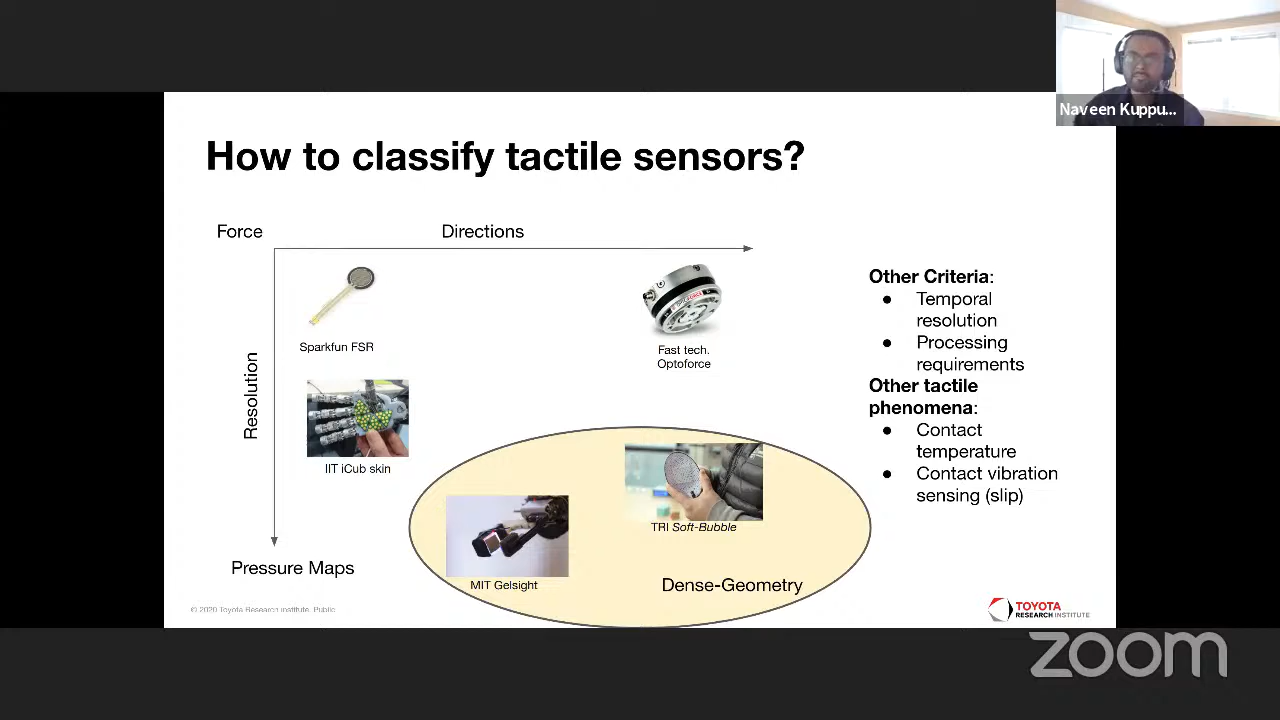 Naveen Kuppu...
How to classify tactile sensors?
Force
Directions
Resolution
Pressure Maps
Sparkfun FSR
Fast tech.
Optoforce
IIT iCub skin
TRI Soft-Bubble
MIT Gelsight
Dense-Geometry
Other Criteria:
● Temporal
resolution
● Processing
requirements
Other tactile
phenomena:
● Contact
temperature
● Contact vibration
sensing (slip)
© 2020 Toyota Research Institute. Public
TOYOTA
RESEARCH INSTITUTE
zoom